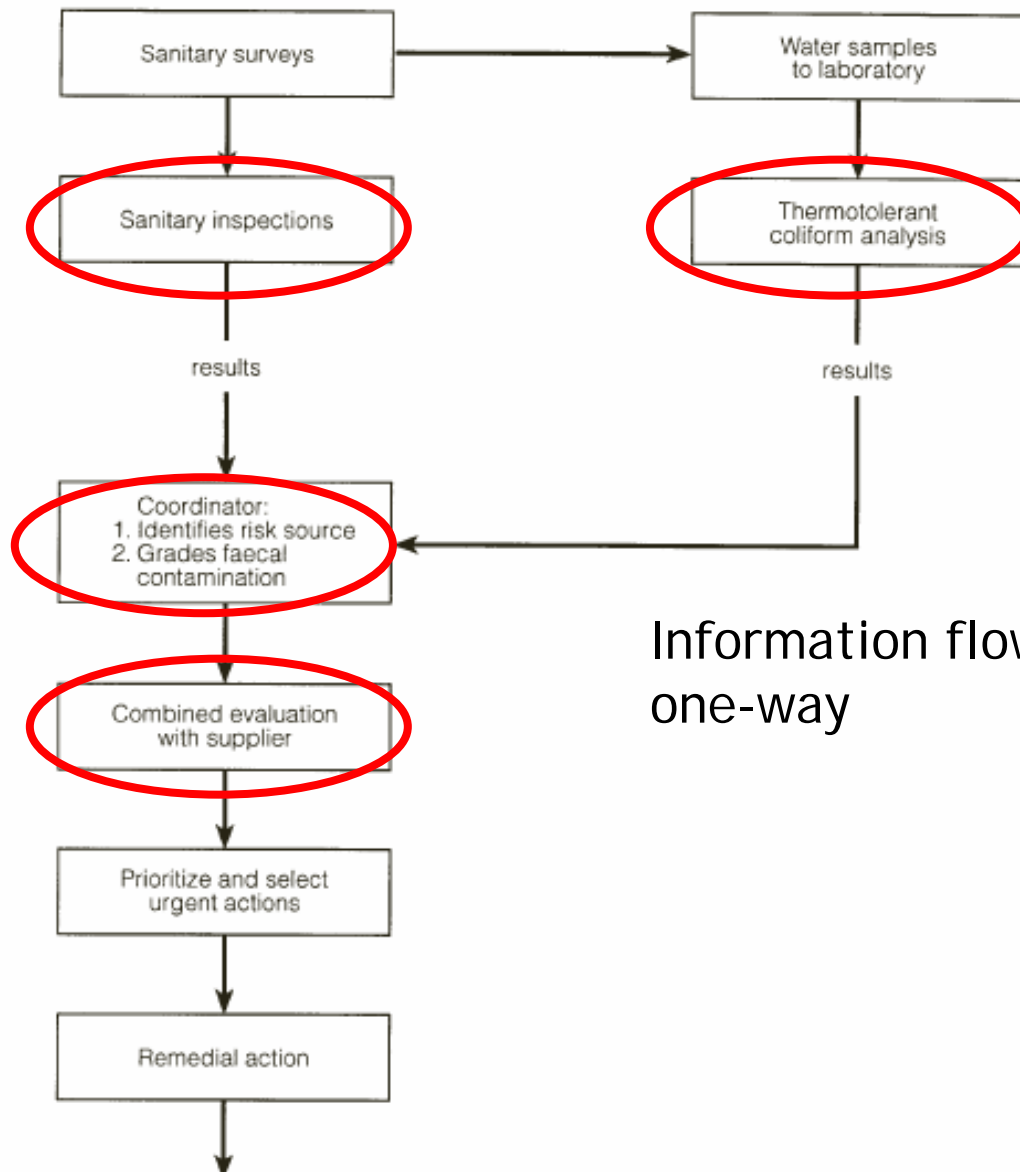 Sanitary surveys
Water samples
to laboratory
Sanitary inspections
Thermotolerant
coliform analysis
results
results
Coordinator:
1. Identifies risk source
2. Grades faecal
contamination
Information flow
one-way
Combined evaluation
with supplier
Prioritize and select
urgent actions
Remedial action